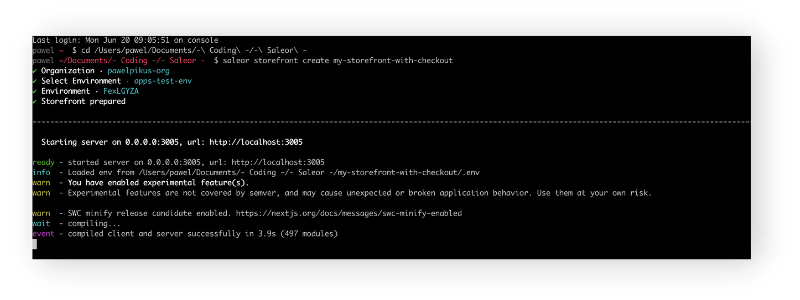 Last login: Mon Jun 20 09:05:51 on console
pawel ~  $ cd /Users/pawel/Documents/-\ Coding\ -/-\ Saleor\ -
pawel ~/Documents/- Coding -/- Saleor -  $ saleor storefront create my-storefront-with-checkout
✓ Organization · pawelpikus-org
✓ Select Environment · apps-test-env
✓ Environment · FexLGYZA
✓ Storefront prepared
Starting server on 0.0.0.0:3005, url: http://localhost:3005
ready - started server on 0.0.0.0:3005, url: http://localhost:3005
info  - Loaded env from /Users/pawel/Documents/- Coding -/- Saleor -/my-storefront-with-checkout/.env
warn  - You have enabled experimental feature(s).
warn  - Experimental features are not covered by semver, and may cause unexpected or broken application behavior. Use them at your own risk.
warn  - SWC minify release candidate enabled. https://nextjs.org/docs/messages/swc-minify-enabled
wait  - compiling...
event - compiled client and server successfully in 3.9s (497 modules)